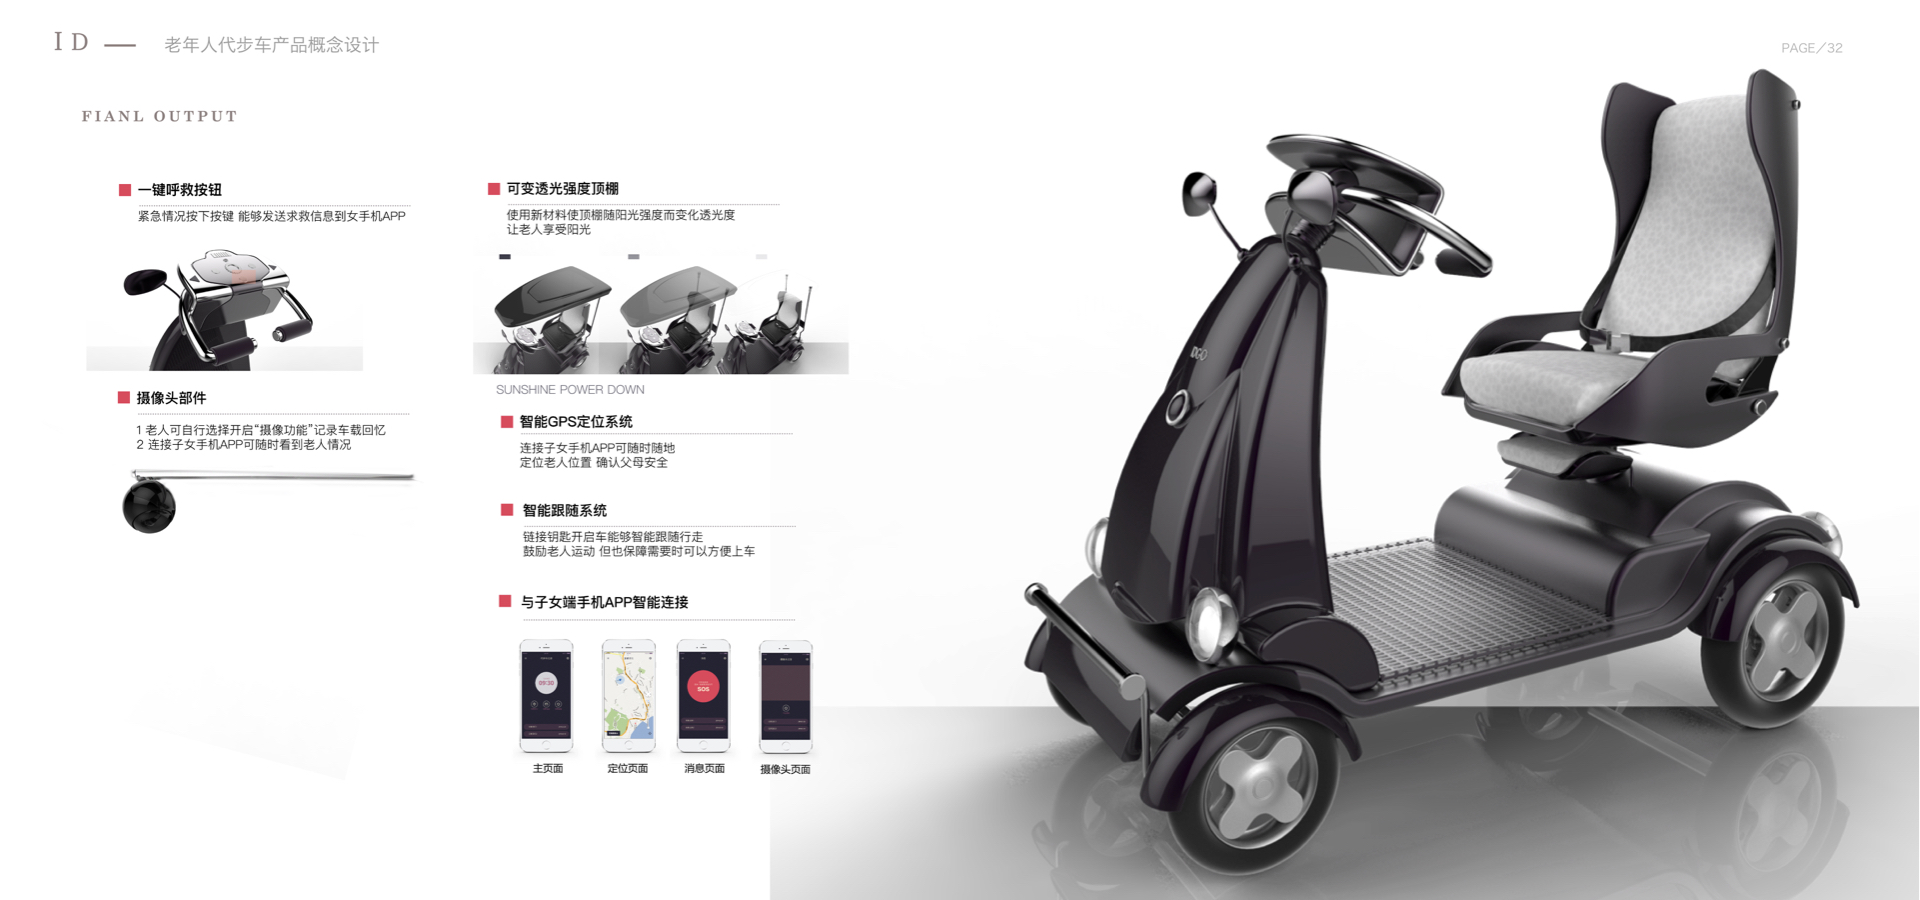 ID — 老年人代步车产品概念设计
PAGE／32
FIANL OUTPUT
一键呼救按钮
紧急情况按下按键 能够发送求救信息到女手机APP
摄像头部件
1 老人可自行选择开启“摄像功能”记录车载回忆
2 连接子女手机APP可随时看到老人情况
可变透光强度顶棚
使用新材料使顶棚随阳光强度而变化透光度
让老人享受阳光
SUNSHINE POWER DOWN
智能GPS定位系统
连接子女手机APP可随时随地
定位老人位置 确认父母安全
智能跟随系统
链接钥匙开启车能够智能跟随行走
鼓励老人运动 但也保障需要时可以方便上车
与子女端手机APP智能连接
09:30
SOS
主页面
定位页面
消息页面
摄像头页面